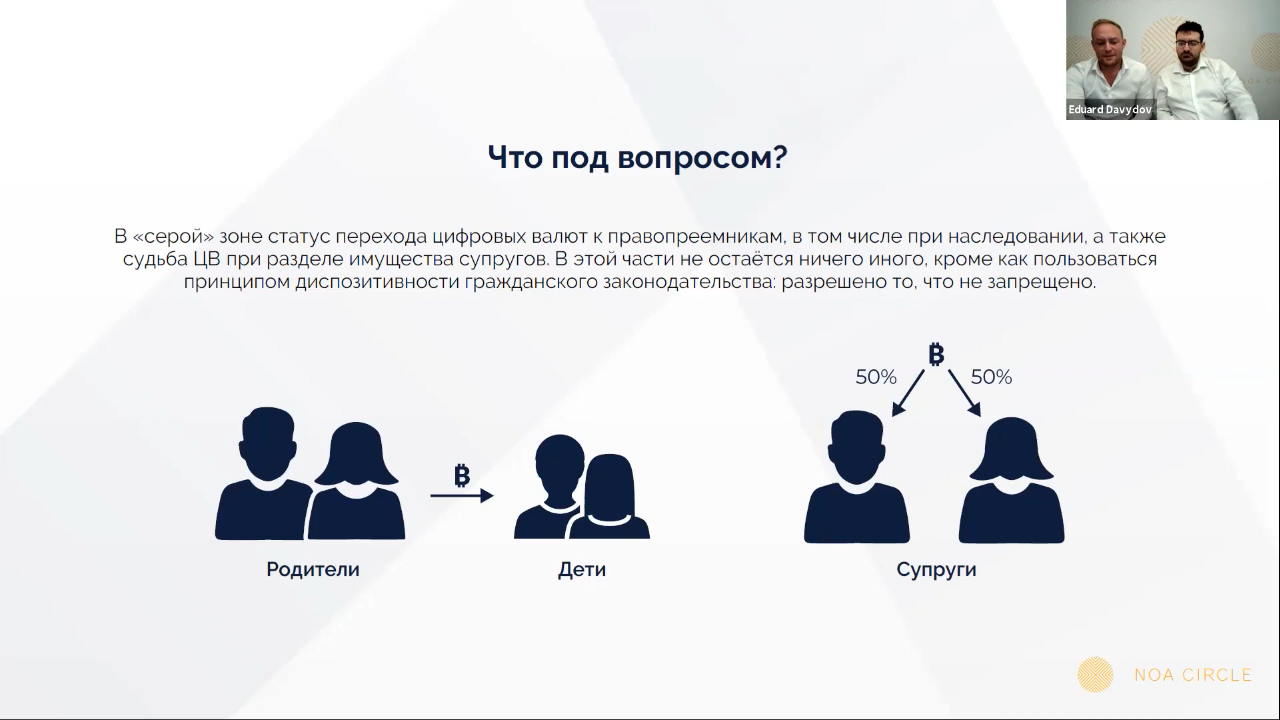 Eduard Davydov
Что под вопросом?
В «серой» зоне статус перехода цифровых валют к правопреемникам, в том числе при наследовании, а также
судьба ЦВ при разделе имущества супругов. В этой части не остаётся ничего иного, кроме как пользоваться
принципом диспозитивности гражданского законодательства: разрешено то, что не запрещено.
50%
50%
Родители
Дети
Супруги
NOA CIRCLE